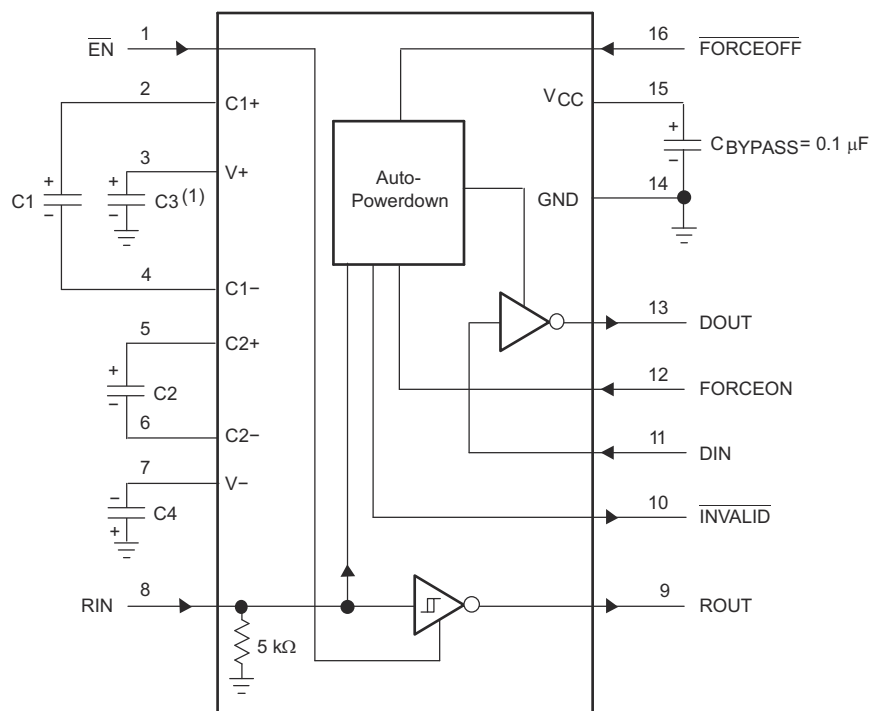 EN 1
16 FORCEOFF
2 C1+
VCC 15
+
−
CBYPASS = 0.1 µF
3 V+
C1 + −
+ − C3(1)
Auto-
Powerdown
GND 14
4 C1−
5 C2+
13 DOUT
+ − C2
12 FORCEON
6 C2−
11 DIN
7 V−
− + C4
10 INVALID
RIN 8
9 ROUT
5 kΩ